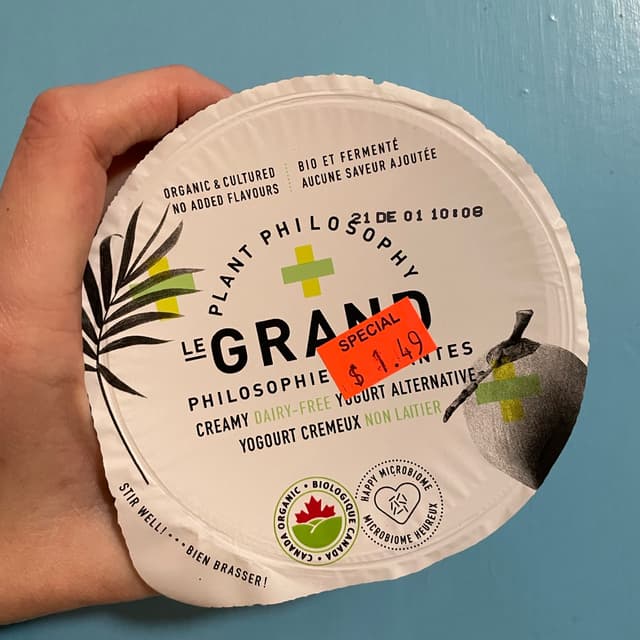 ORGANIC & CULTURED
NO ADDED FLAVOURS
BIO ET FERMENTÉ
AUCUNE SAVEUR AJOUTÉE
21 DE 01 10:08
PLANT PHILOSOPHY
LE GRAND
SPECIAL
$ 1.49
PHILOSOPHIE
CREAMY DAIRY-FREE YOGURT ALTERNATIVE
YOGOURT CREMEUX NON LAITIER
CANADA ORGANIC • BIOLOGIQUE CANADA •
HAPPY MICROBIOME
MICROBIOME HEUREUX
STIR WELL! ••• BIEN BRASSER!